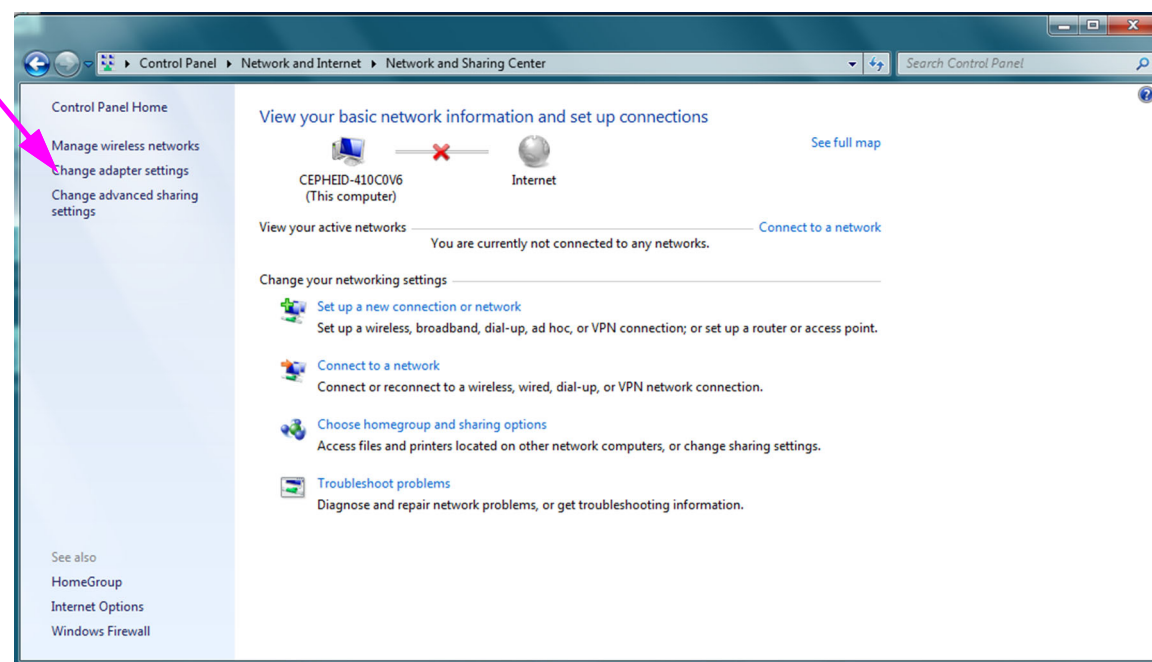 Control Panel ▸ Network and Internet ▸ Network and Sharing Center
Search Control Panel
Control Panel Home
Manage wireless networks
Change adapter settings
Change advanced sharing
settings
View your basic network information and set up connections
See full map
CEPHEID-410C0V6
(This computer)
Internet
View your active networks
Connect to a network
You are currently not connected to any networks.
Change your networking settings
Set up a new connection or network
Set up a wireless, broadband, dial-up, ad hoc, or VPN connection; or set up a router or access point.
Connect to a network
Connect or reconnect to a wireless, wired, dial-up, or VPN network connection.
Choose homegroup and sharing options
Access files and printers located on other network computers, or change sharing settings.
Troubleshoot problems
Diagnose and repair network problems, or get troubleshooting information.
See also
HomeGroup
Internet Options
Windows Firewall